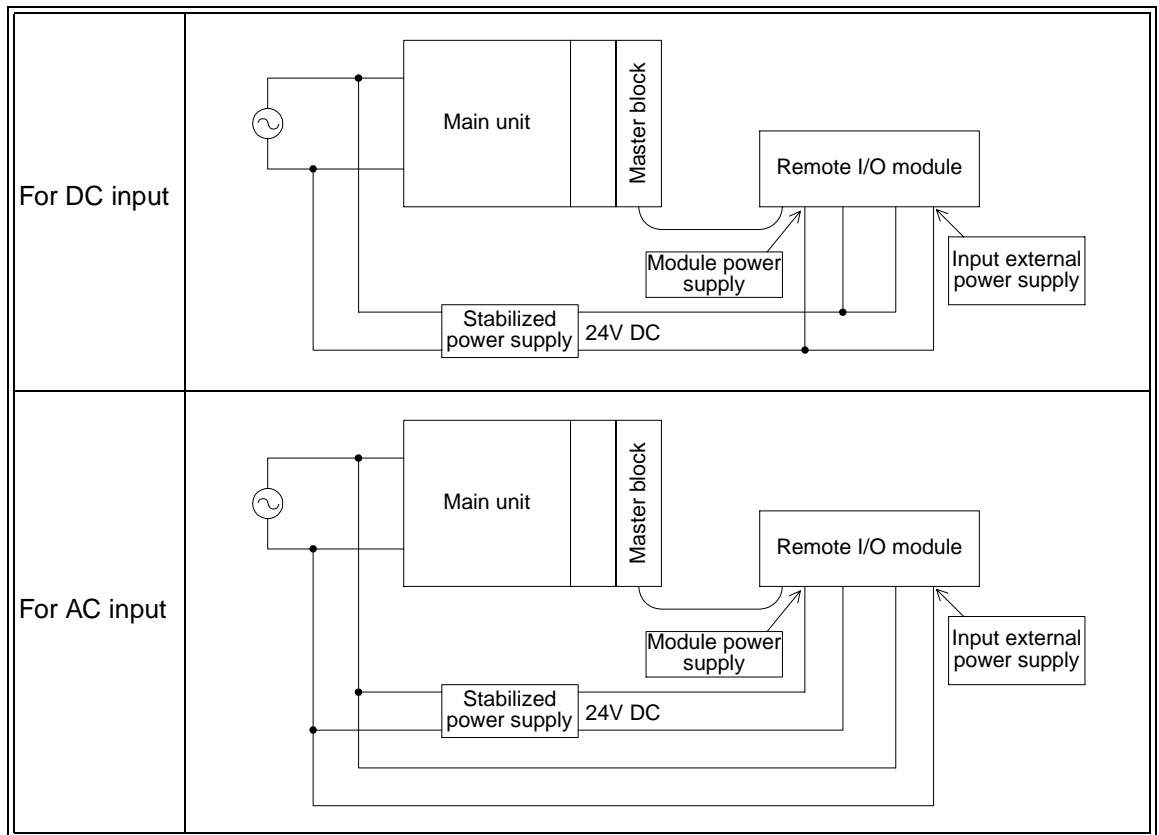 For DC input
Main unit
Master block
Remote I/O module
Module power
supply
Input external
power supply
Stabilized
power supply
24V DC
For AC input
Main unit
Master block
Remote I/O module
Module power
supply
Input external
power supply
Stabilized
power supply
24V DC